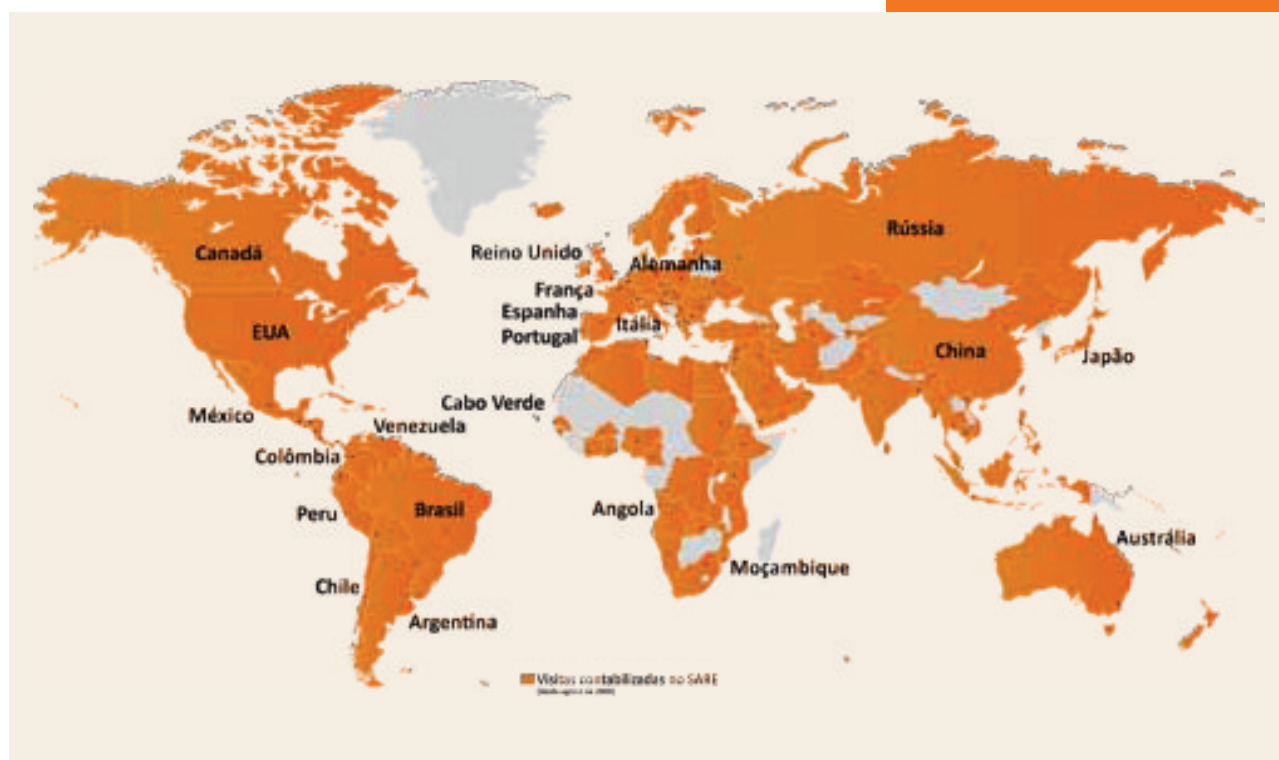 Canadá
EUA
México
Colômbia
Venezuela
Peru
Brasil
Chile
Argentina
Reino Unido
Alemanha
França
Espanha
Itália
Portugal
Cabo Verde
Angola
Moçambique
Rússia
China
Japão
Austrália
Visitas contabilizadas no SARE